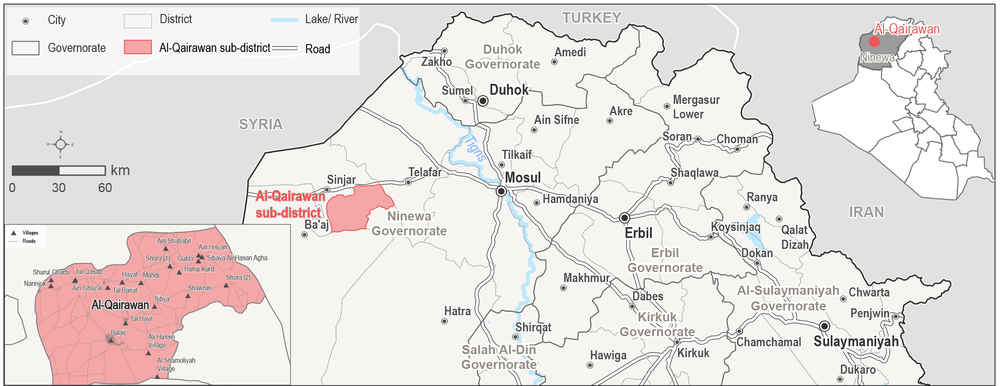 City
District
Lake/ River
Governorate
Al-Qairawan sub-district
Road
TURKEY
SYRIA
IRAN
N
W
E
S
km
0
30
60
Al-Qairawan
Ninewa
Duhok
Governorate
Amedi
Zakho
Sumel
Duhok
Mergasur
Lower
Akre
Ain Sifne
Soran
Choman
Tigris
Tilkaif
Telafar
Shaqlawa
Sinjar
Mosul
Al-Qairawan
sub-district
Ranya
Hamdaniya
Ninewa
Governorate
Ba'aj
Erbil
Koysinjaq
Qalat
Dizah
Erbil
Governorate
Dokan
Makhmur
Al-Sulaymaniyah
Governorate
Chwarta
Dabes
Hatra
Penjwin
Kirkuk
Governorate
Shirqat
Chamchamal
Sulaymaniyah
Salah Al-Din
Governorate
Hawiga
Kirkuk
Dukaro
Villages
Roads
Ain Shababit
Ain Hisyan
Shora [1]
Gufita
Sibaya Ali Hasan Agha
Hanuj Kurd
Sharul Gharbi
Tal Qasab
Hayat
Mahdi
Shora [2]
Narinjok
Ain Ghazal
Tal Banat
Shawran
Sibya
Al-Qairawan
Tal Hayit
Bulaij
Ali Hussin
Village
Al Shamoliyah
Village